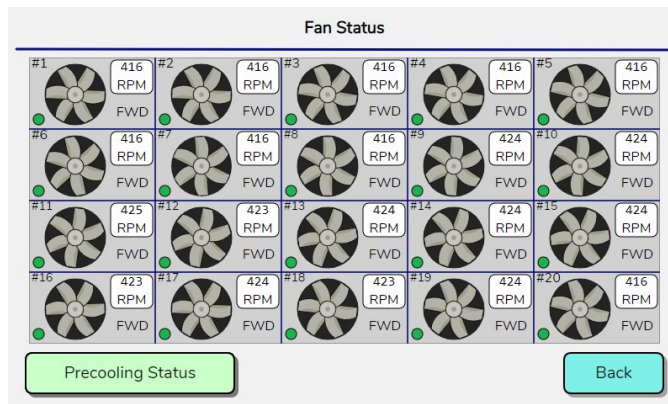 Fan Status
#1 416 RPM FWD
#2 416 RPM FWD
#3 416 RPM FWD
#4 416 RPM FWD
#5 416 RPM FWD
#6 416 RPM FWD
#7 416 RPM FWD
#8 416 RPM FWD
#9 424 RPM FWD
#10 424 RPM FWD
#11 425 RPM FWD
#12 423 RPM FWD
#13 424 RPM FWD
#14 424 RPM FWD
#15 424 RPM FWD
#16 423 RPM FWD
#17 424 RPM FWD
#18 423 RPM FWD
#19 424 RPM FWD
#20 416 RPM FWD
Precooling Status
Back